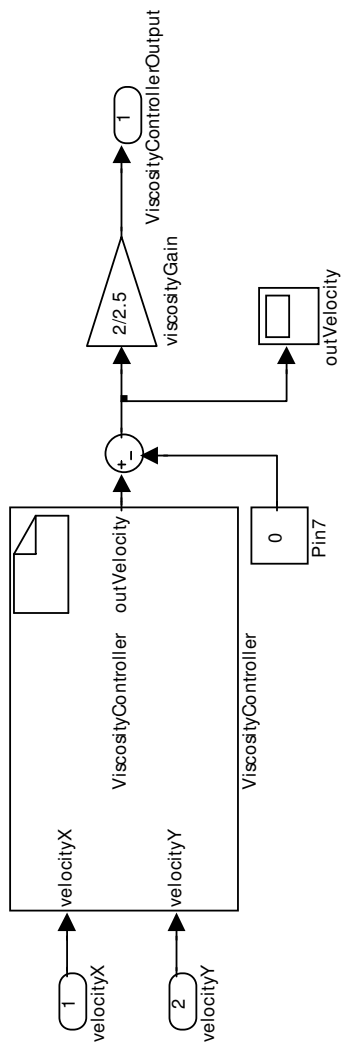 1
velocityX
2
velocityY
velocityX
velocityY
ViscosityController
outVelocity
ViscosityController
0
Pin7
+
-
outVelocity
2/2.5
viscosityGain
1
ViscosityControllerOutput